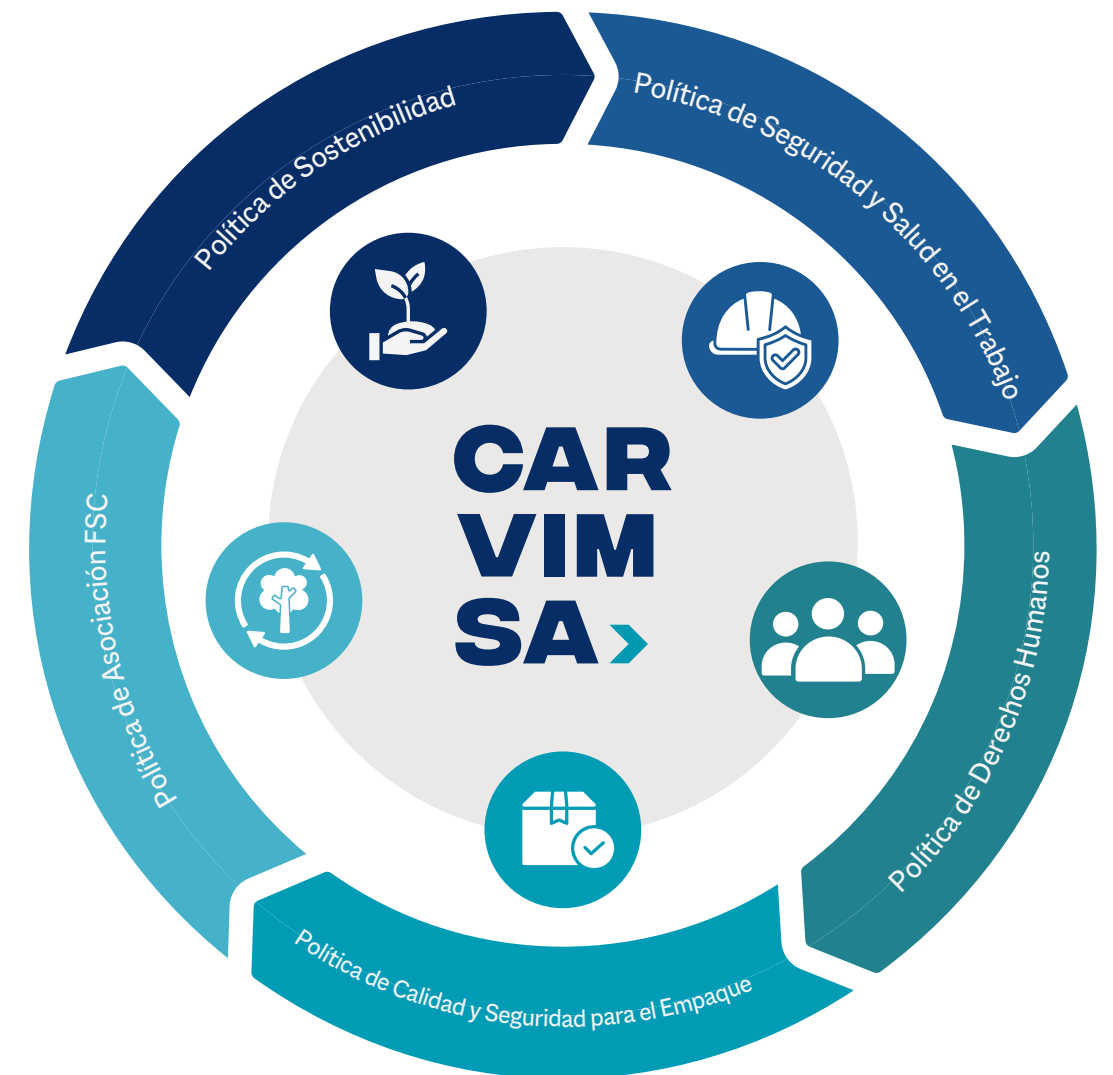 Política de Sostenibilidad
Política de Seguridad y Salud en el Trabajo
Política de Derechos Humanos
Política de Calidad y Seguridad para el Empaque
Política de Asociación FSC
CAR
VIM
SA